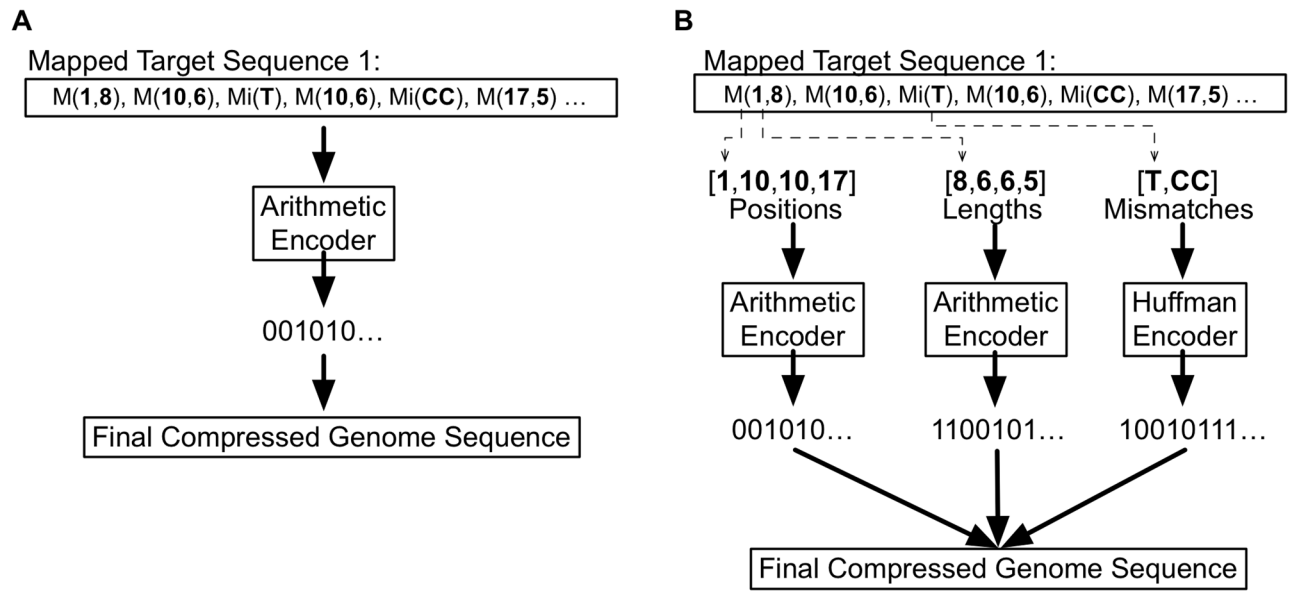 A
Mapped Target Sequence 1:
M(1,8), M(10,6), Mi(T), M(10,6), Mi(CC), M(17,5) …
Arithmetic
Encoder
001010…
Final Compressed Genome Sequence
B
Mapped Target Sequence 1:
M(1,8), M(10,6), Mi(T), M(10,6), Mi(CC), M(17,5) …
[1,10,10,17]
Positions
[8,6,6,5]
Lengths
[T,CC]
Mismatches
Arithmetic
Encoder
Arithmetic
Encoder
Huffman
Encoder
001010…
1100101…
10010111…
Final Compressed Genome Sequence